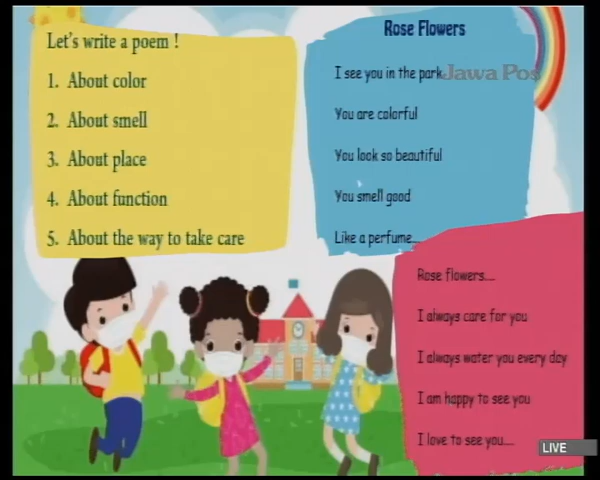 Let's write a poem !
1. About color
2. About smell
3. About place
4. About function
5. About the way to take care
Rose Flowers
I see you in the park
Jawa Pos
You are colorful
You look so beautiful
You smell good
Like a perfume...
Rose flowers....
I always care for you
I always water you every day
I am happy to see you
I love to see you....
LIVE